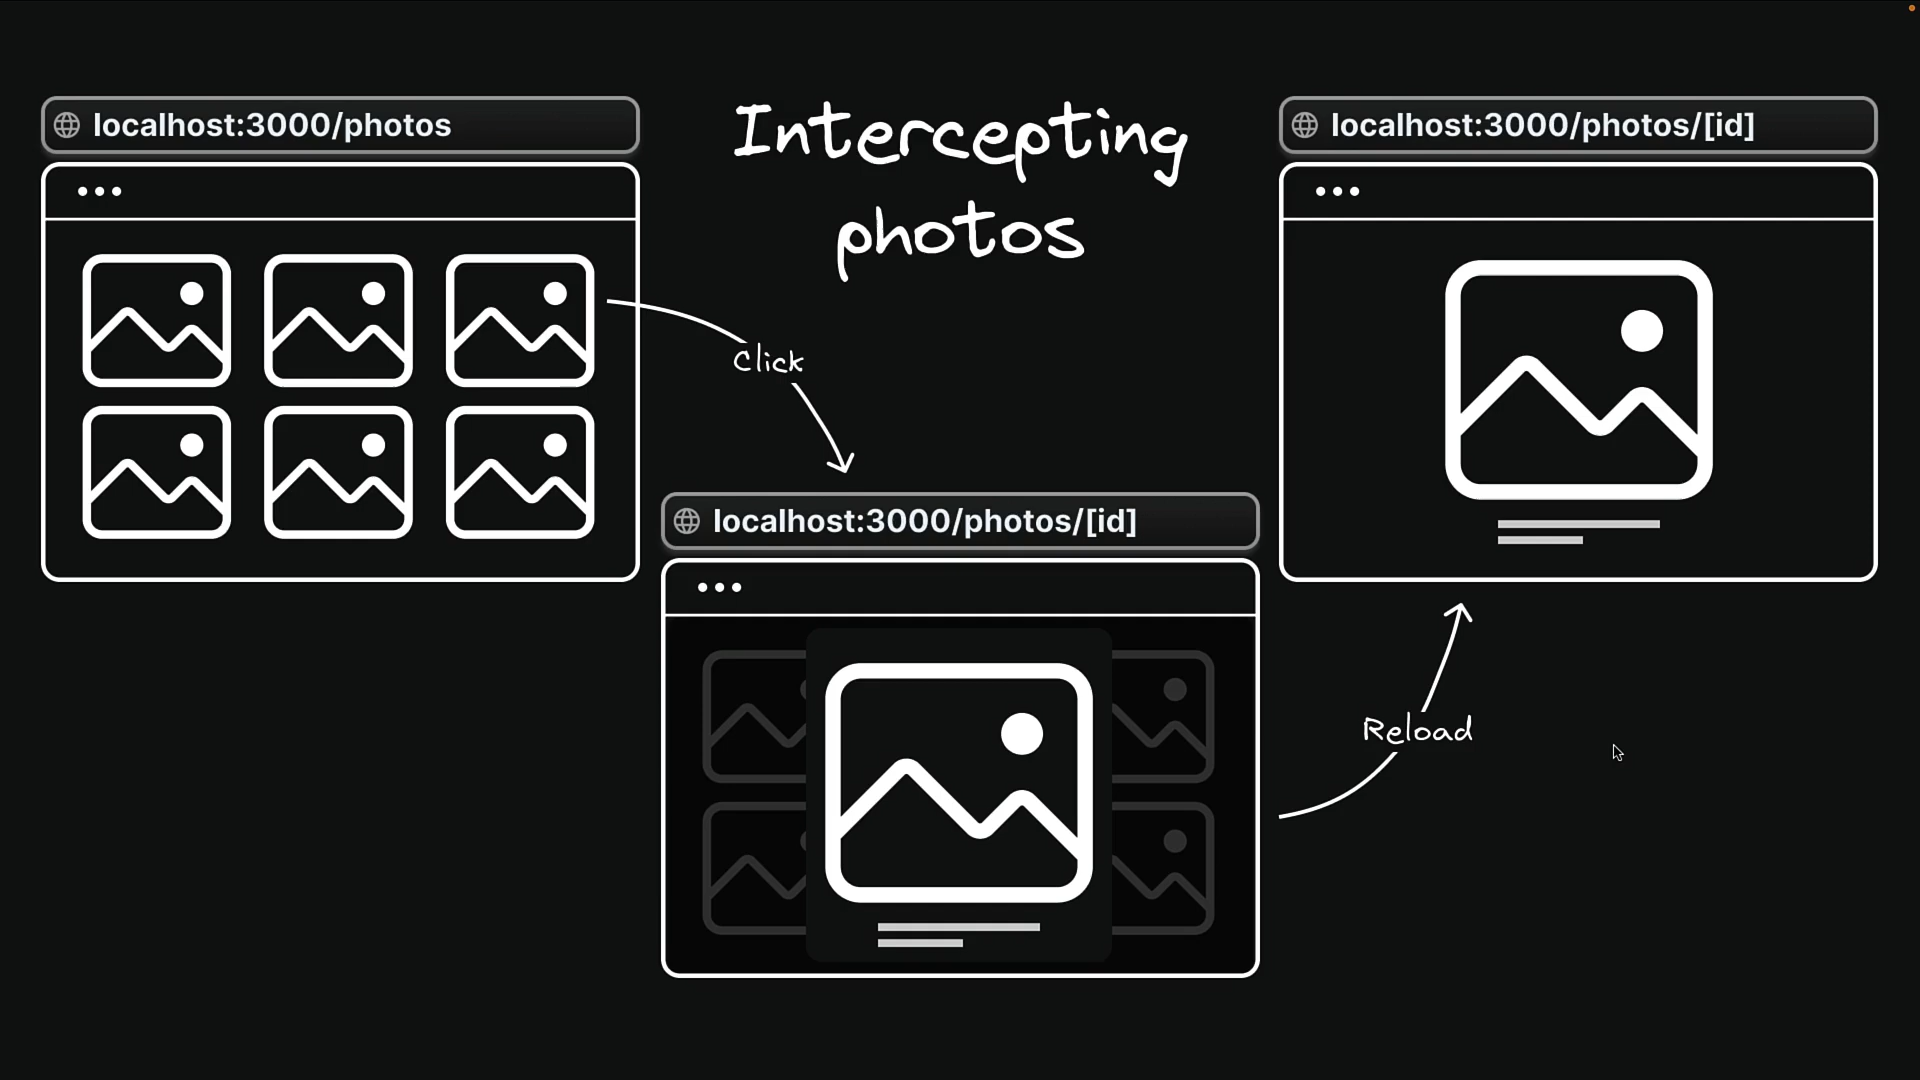 localhost:3000/photos
Intercepting
photos
localhost:3000/photos/[id]
Click
localhost:3000/photos/[id]
Reload